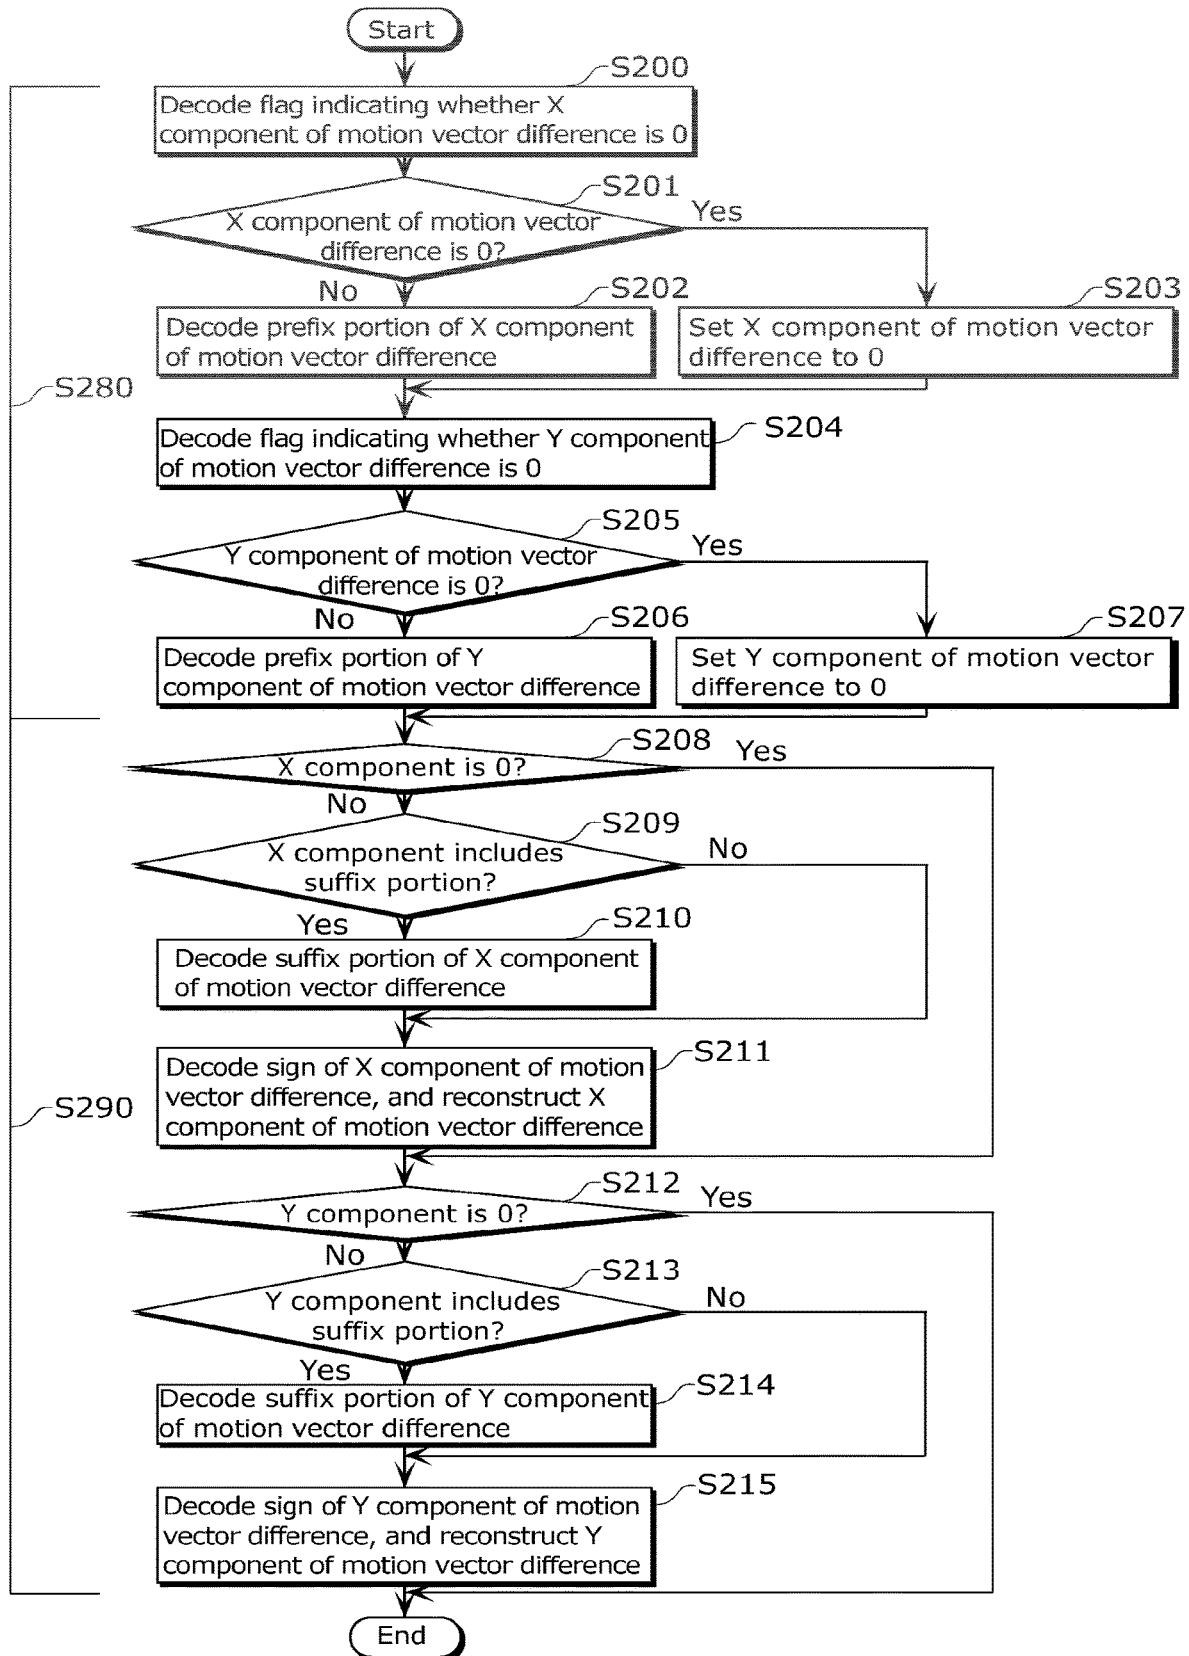 Start
S200
Decode flag indicating whether X
component of motion vector difference is 0
S201
X component of motion vector
difference is 0?
Yes
No
S202
Decode prefix portion of X component
of motion vector difference
S203
Set X component of motion vector
difference to 0
S280
S204
Decode flag indicating whether Y component
of motion vector difference is 0
S205
Y component of motion vector
difference is 0?
Yes
No
S206
Decode prefix portion of Y
component of motion vector difference
S207
Set Y component of motion vector
difference to 0
S208
X component is 0?
Yes
No
S209
X component includes
suffix portion?
No
Yes
S210
Decode suffix portion of X component
of motion vector difference
S211
Decode sign of X component of motion
vector difference, and reconstruct X
component of motion vector difference
S290
S212
Y component is 0?
Yes
No
S213
Y component includes
suffix portion?
No
Yes
S214
Decode suffix portion of Y component
of motion vector difference
S215
Decode sign of Y component of motion
vector difference, and reconstruct Y
component of motion vector difference
End